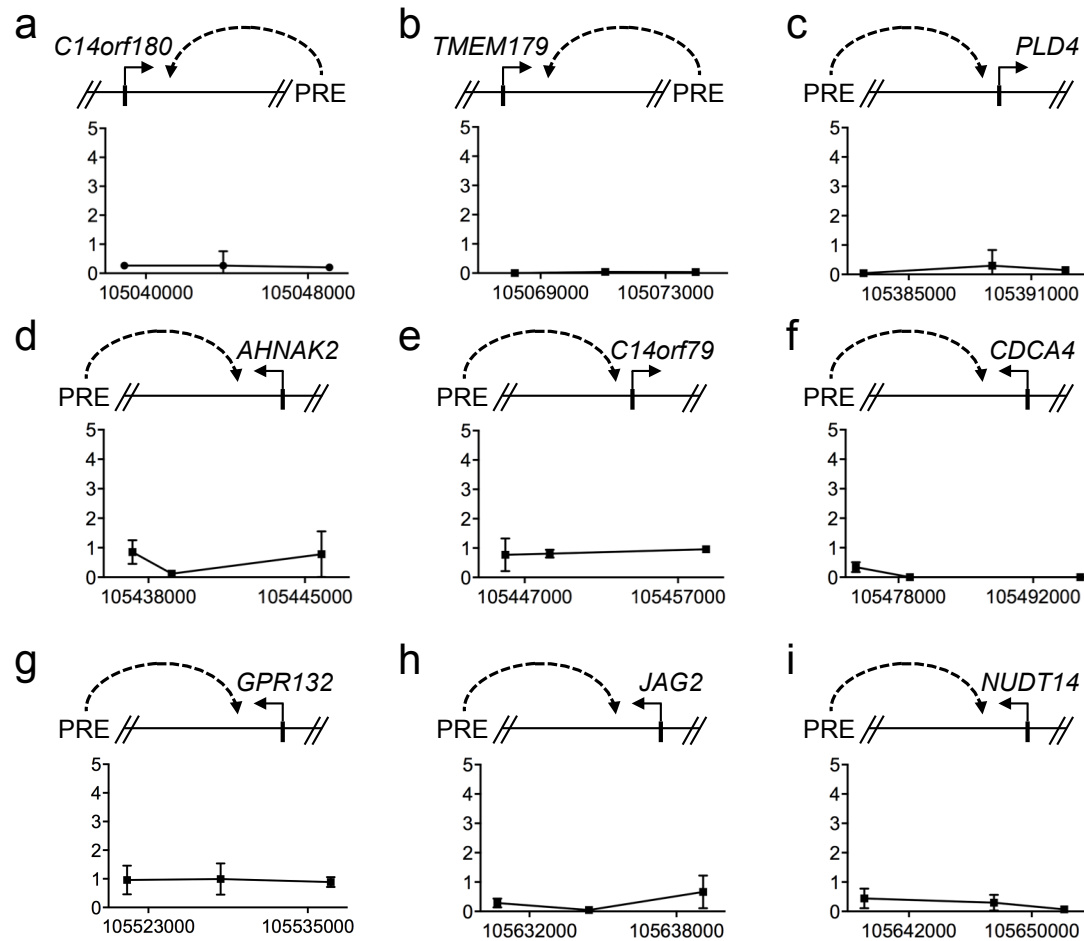 a
C14orf180
PRE
5
4
3
2
1
0
105040000 105048000
b
TMEM179
PRE
5
4
3
2
1
0
105069000 105073000
c
PLD4
PRE
5
4
3
2
1
0
105385000 105391000
d
AHNAK2
PRE
5
4
3
2
1
0
105438000 105445000
e
C14orf79
PRE
5
4
3
2
1
0
105447000 105457000
f
CDCA4
PRE
5
4
3
2
1
0
105478000 105492000
g
GPR132
PRE
5
4
3
2
1
0
105523000 105535000
h
JAG2
PRE
5
4
3
2
1
0
105632000 105638000
i
NUDT14
PRE
5
4
3
2
1
0
105642000 105650000